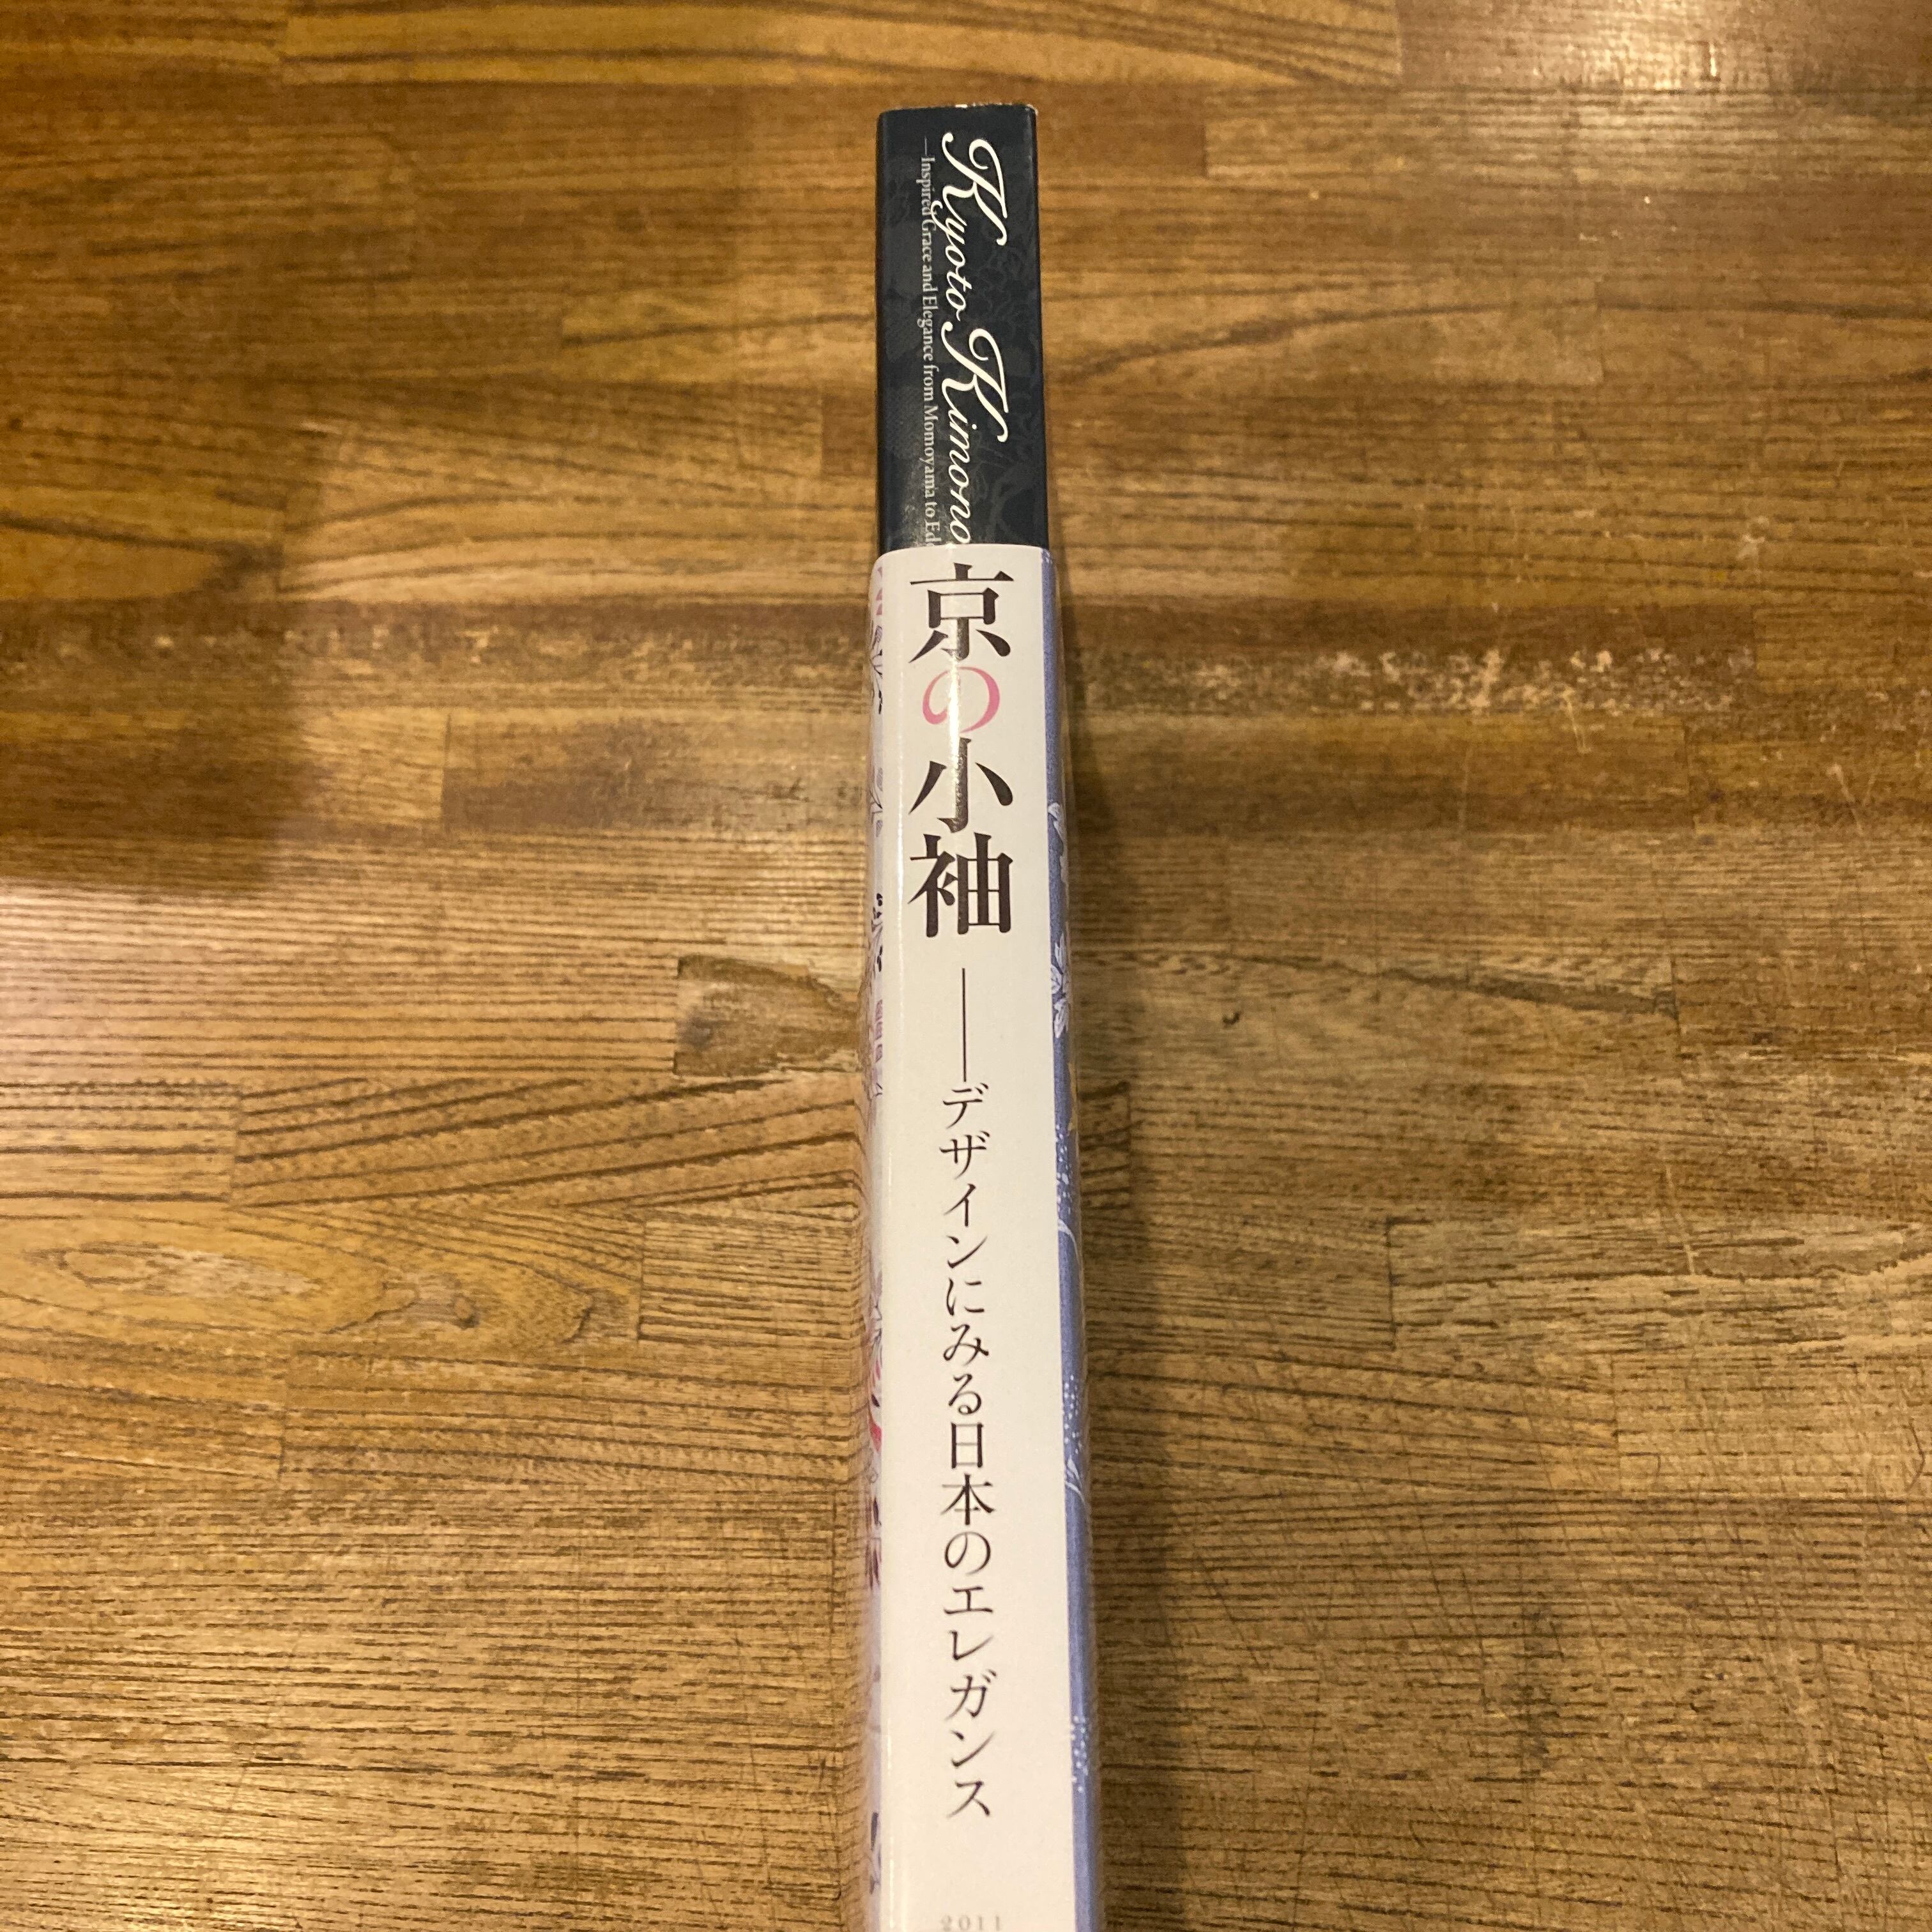 Kyoto Kimono
—Inspired Grace and Elegance from Momoyama to Edo
京の小袖
——デザインにみる日本のエレガンス
2011